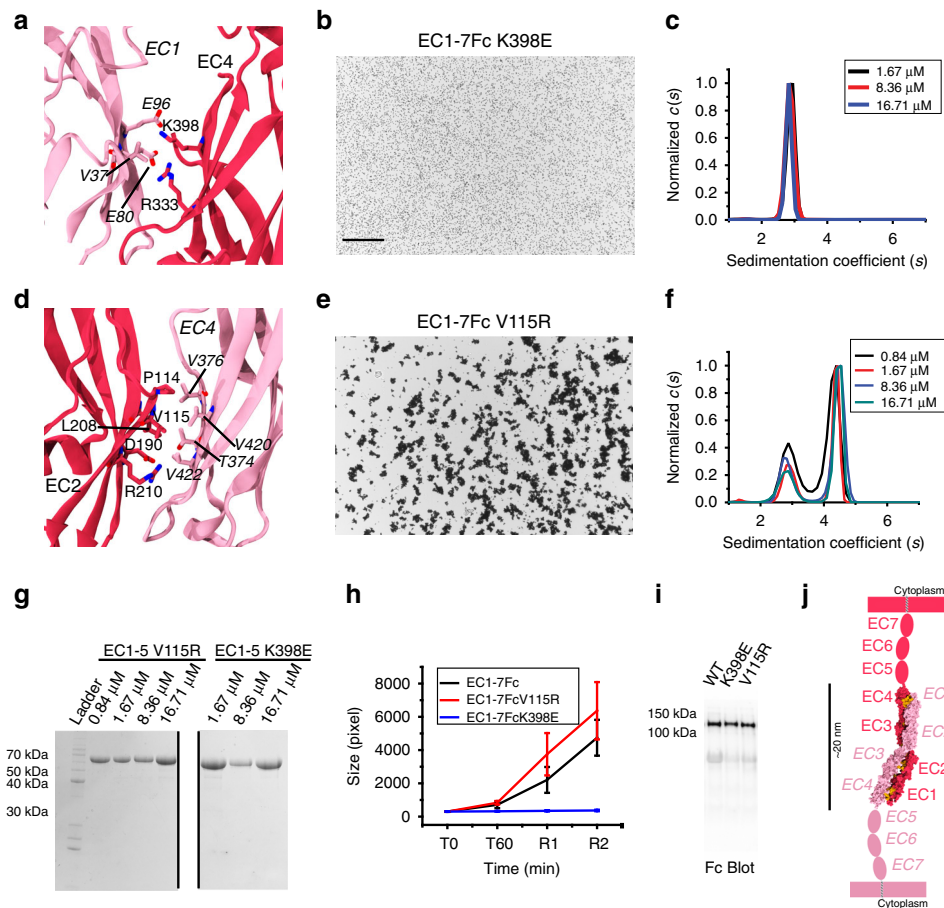 a
EC1
EC4
E96
K398
V37
E80
R333
b
EC1-7Fc K398E
c
Normalized c(s)
1.0
0.8
0.6
0.4
0.2
0.0
2 4 6
Sedimentation coefficient (s)
1.67 μM
8.36 μM
16.71 μM
d
EC4
V376
P114
L208
V115
D190
V420
T374
V422
R210
EC2
e
EC1-7Fc V115R
f
Normalized c(s)
1.0
0.8
0.6
0.4
0.2
0.0
2 4 6
Sedimentation coefficient (s)
0.84 μM
1.67 μM
8.36 μM
16.71 μM
g
EC1-5 V115R EC1-5 K398E
Ladder
0.84 μM
1.67 μM
8.36 μM
16.71 μM
1.67 μM
8.36 μM
16.71 μM
70 kDa
50 kDa
40 kDa
30 kDa
h
Size (pixel)
8000
6000
4000
2000
0
T0 T60 R1 R2
Time (min)
EC1-7Fc
EC1-7FcV115R
EC1-7FcK398E
i
WT
K398E
V115R
150 kDa
100 kDa
Fc Blot
j
Cytoplasm
EC7
EC6
EC5
EC4
EC3
EC3
EC4
EC2
EC1
EC5
EC6
EC7
~20 nm
Cytoplasm